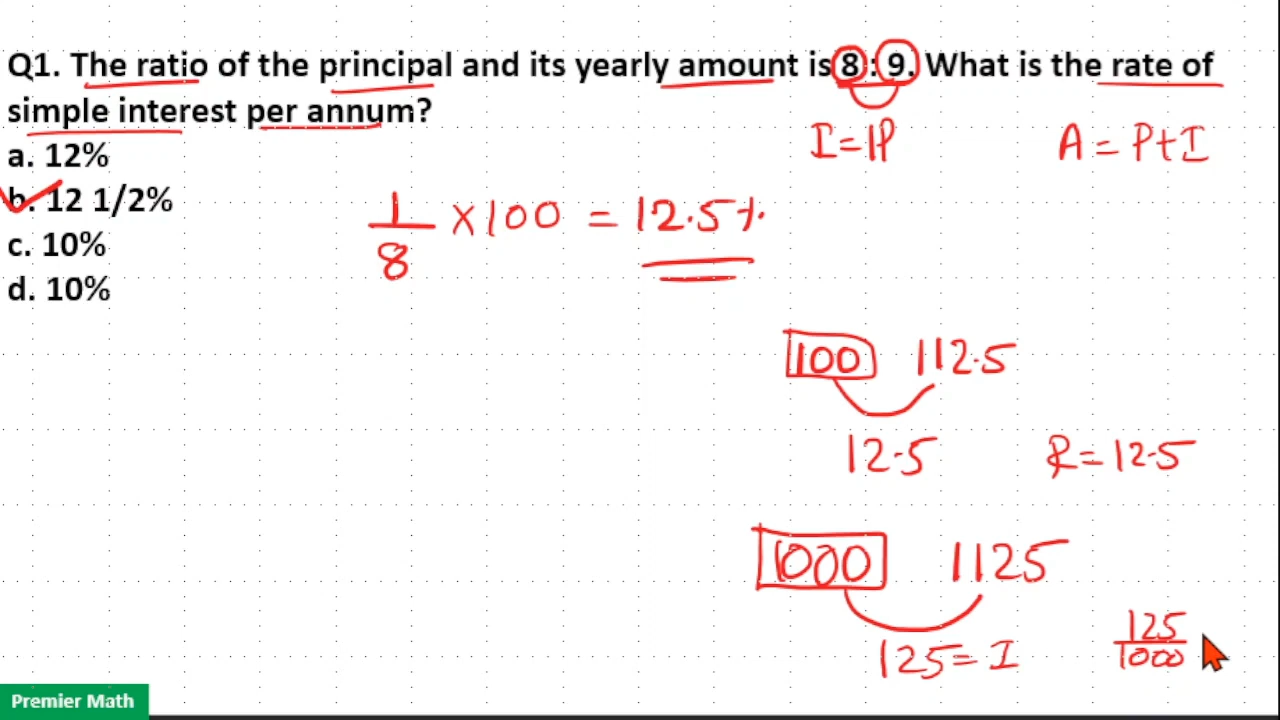 Q1. The ratio of the principal and its yearly amount is 8 : 9. What is the rate of
simple interest per annum?
I = 1P
A = P+I
a. 12%
b. 12 1/2%
c. 10%
d. 10%
1/8 × 100 = 12.5%
100 112.5
12.5 R = 12.5
1000 1125
125 = I 125/1000
Premier Math